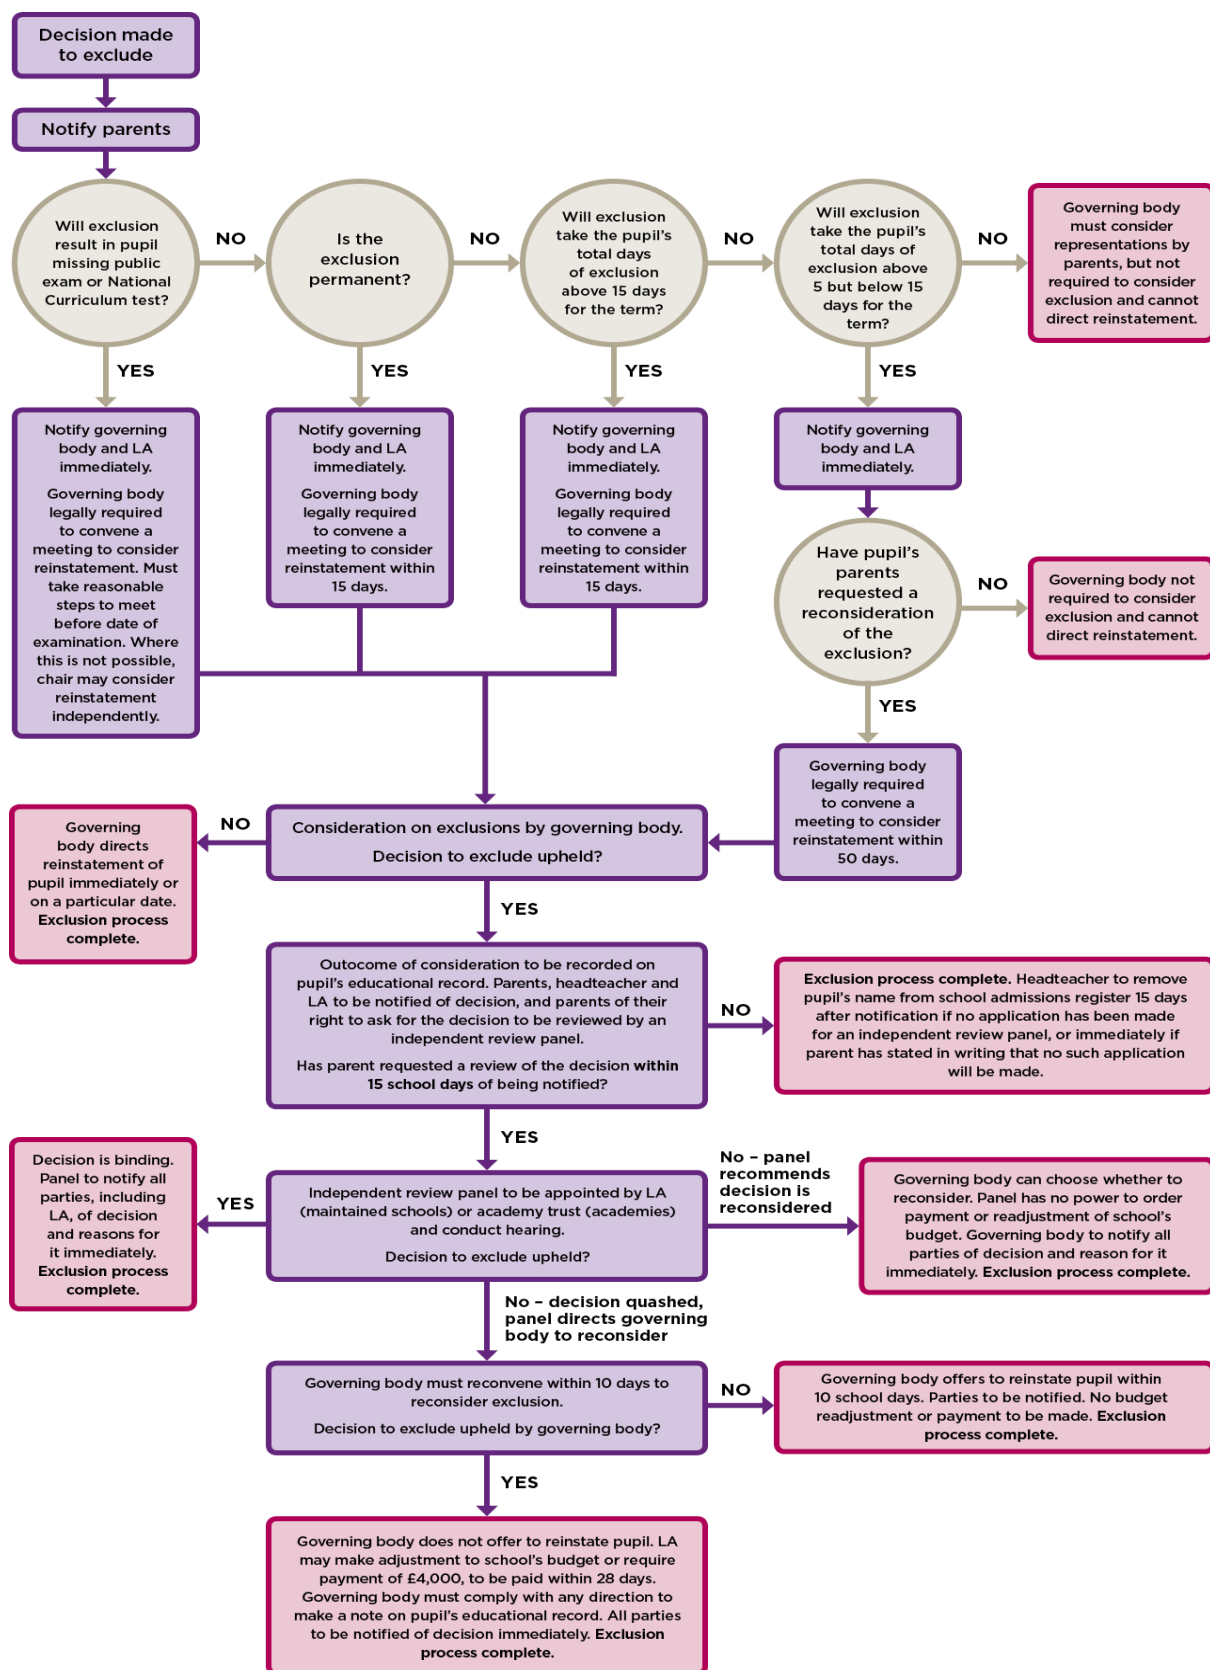 Decision made
to exclude
Notify parents
Will exclusion
result in pupil
missing public
exam or National
Curriculum test?
NO
Is the
exclusion
permanent?
NO
Will exclusion
take the pupil's
total days
of exclusion
above 15 days
for the term?
NO
Will exclusion
take the pupil's
total days of
exclusion above
5 but below 15
days for the
term?
NO
Governing body
must consider
representations by
parents, but not
required to consider
exclusion and cannot
direct reinstatement.
YES
YES
YES
YES
Notify governing
body and LA
immediately.
Governing body
legally required
to convene a
meeting to consider
reinstatement. Must
take reasonable
steps to meet
before date of
examination. Where
this is not possible,
chair may consider
reinstatement
independently.
Notify governing
body and LA
immediately.
Governing body
legally required
to convene a
meeting to consider
reinstatement within
15 days.
Notify governing
body and LA
immediately.
Governing body
legally required
to convene a
meeting to consider
reinstatement within
15 days.
Notify governing
body and LA
immediately.
Have pupil's
parents
requested a
reconsideration
of the
exclusion?
NO
Governing body not
required to consider
exclusion and cannot
direct reinstatement.
YES
Governing body
legally required
to convene a
meeting to consider
reinstatement within
50 days.
Consideration on exclusions by governing body.
Decision to exclude upheld?
NO
Governing
body directs
reinstatement of
pupil immediately or
on a particular date.
Exclusion process
complete.
YES
Outocome of consideration to be recorded on
pupil's educational record. Parents, headteacher and
LA to be notified of decision, and parents of their
right to ask for the decision to be reviewed by an
independent review panel.
Has parent requested a review of the decision within
15 school days of being notified?
NO
Exclusion process complete. Headteacher to remove
pupil's name from school admissions register 15 days
after notification if no application has been made
for an independent review panel, or immediately if
parent has stated in writing that no such application
will be made.
YES
Independent review panel to be appointed by LA
(maintained schools) or academy trust (academies)
and conduct hearing.
Decision to exclude upheld?
YES
Decision is binding.
Panel to notify all
parties, including
LA, of decision
and reasons for
it immediately.
Exclusion process
complete.
No – panel
recommends
decision is
reconsidered
Governing body can choose whether to
reconsider. Panel has no power to order
payment or readjustment of school's
budget. Governing body to notify all
parties of decision and reason for it
immediately. Exclusion process complete.
No – decision quashed,
panel directs governing
body to reconsider
Governing body must reconvene within 10 days to
reconsider exclusion.
Decision to exclude upheld by governing body?
NO
Governing body offers to reinstate pupil within
10 school days. Parties to be notified. No budget
readjustment or payment to be made. Exclusion
process complete.
YES
Governing body does not offer to reinstate pupil. LA
may make adjustment to school's budget or require
payment of £4,000, to be paid within 28 days.
Governing body must comply with any direction to
make a note on pupil's educational record. All parties
to be notified of decision immediately. Exclusion
process complete.